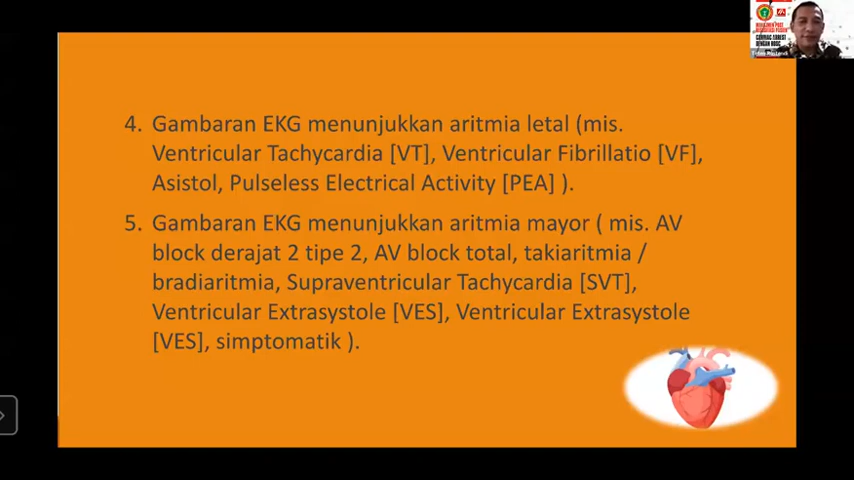 4. Gambaran EKG menunjukkan aritmia letal (mis.
Ventricular Tachycardia [VT], Ventricular Fibrillatio [VF],
Asistol, Pulseless Electrical Activity [PEA] ).
5. Gambaran EKG menunjukkan aritmia mayor ( mis. AV
block derajat 2 tipe 2, AV block total, takiaritmia /
bradiaritmia, Supraventricular Tachycardia [SVT],
Ventricular Extrasystole [VES], Ventricular Extrasystole
[VES], simptomatik ).